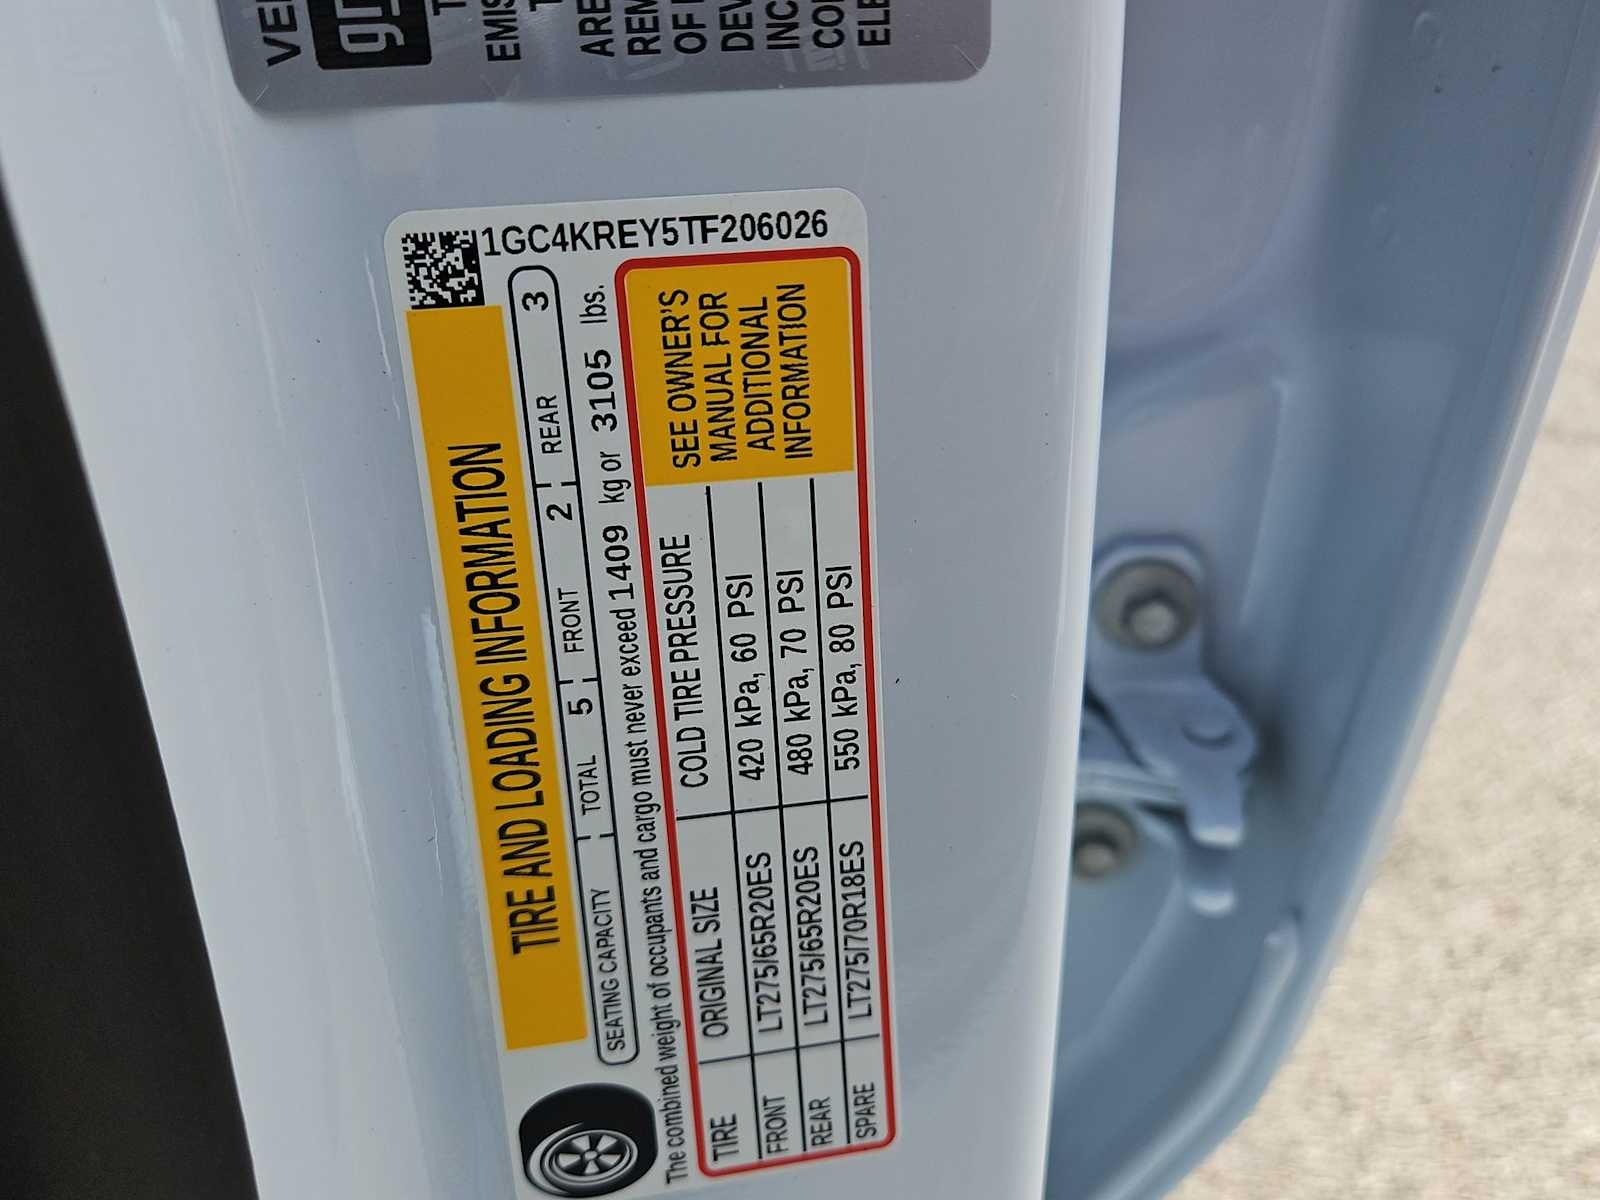 gm
1GC4KREY5TF206026
TIRE AND LOADING INFORMATION
SEATING CAPACITY TOTAL 5 FRONT 2 REAR 3
The combined weight of occupants and cargo must never exceed 1409 kg or 3105 lbs.
TIRE ORIGINAL SIZE COLD TIRE PRESSURE
FRONT LT275/65R20ES 420 kPa, 60 PSI
REAR LT275/65R20ES 480 kPa, 70 PSI
SPARE LT275/70R18ES 550 kPa, 80 PSI
SEE OWNER'S
MANUAL FOR
ADDITIONAL
INFORMATION